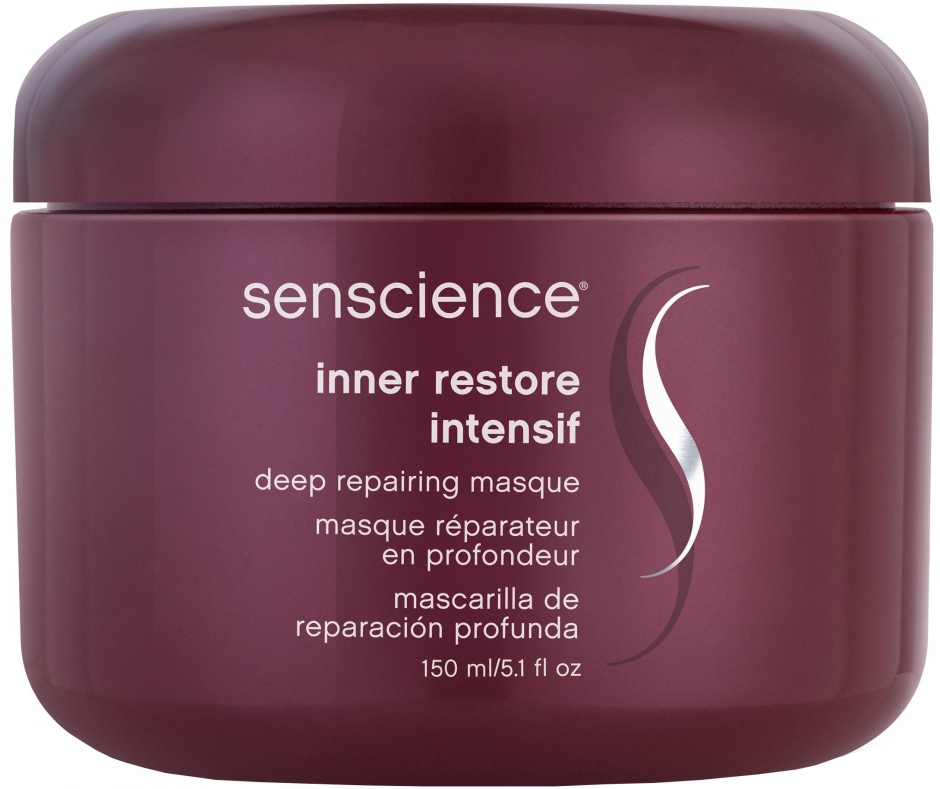 senscience®
inner restore
intensif
deep repairing masque
masque réparateur
en profondeur
mascarilla de
reparación profunda
150 ml/5.1 fl oz